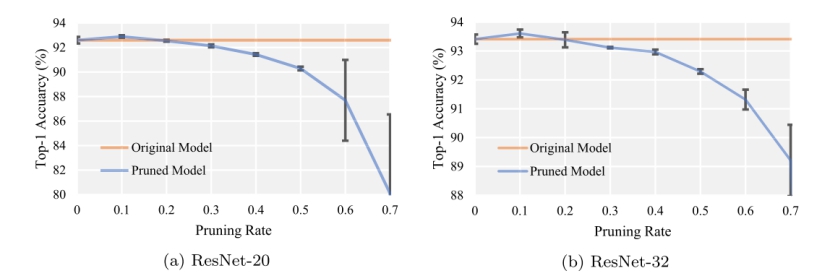 94
92
90
88
86
84
82
80
Top-1 Accuarcy (%)
Original Model
Pruned Model
0 0.1 0.2 0.3 0.4 0.5 0.6 0.7
Pruning Rate
(a) ResNet-20
94
93
92
91
90
89
88
Top-1 Accuracy (%)
Original Model
Pruned Model
0 0.1 0.2 0.3 0.4 0.5 0.6 0.7
Pruning Rate
(b) ResNet-32